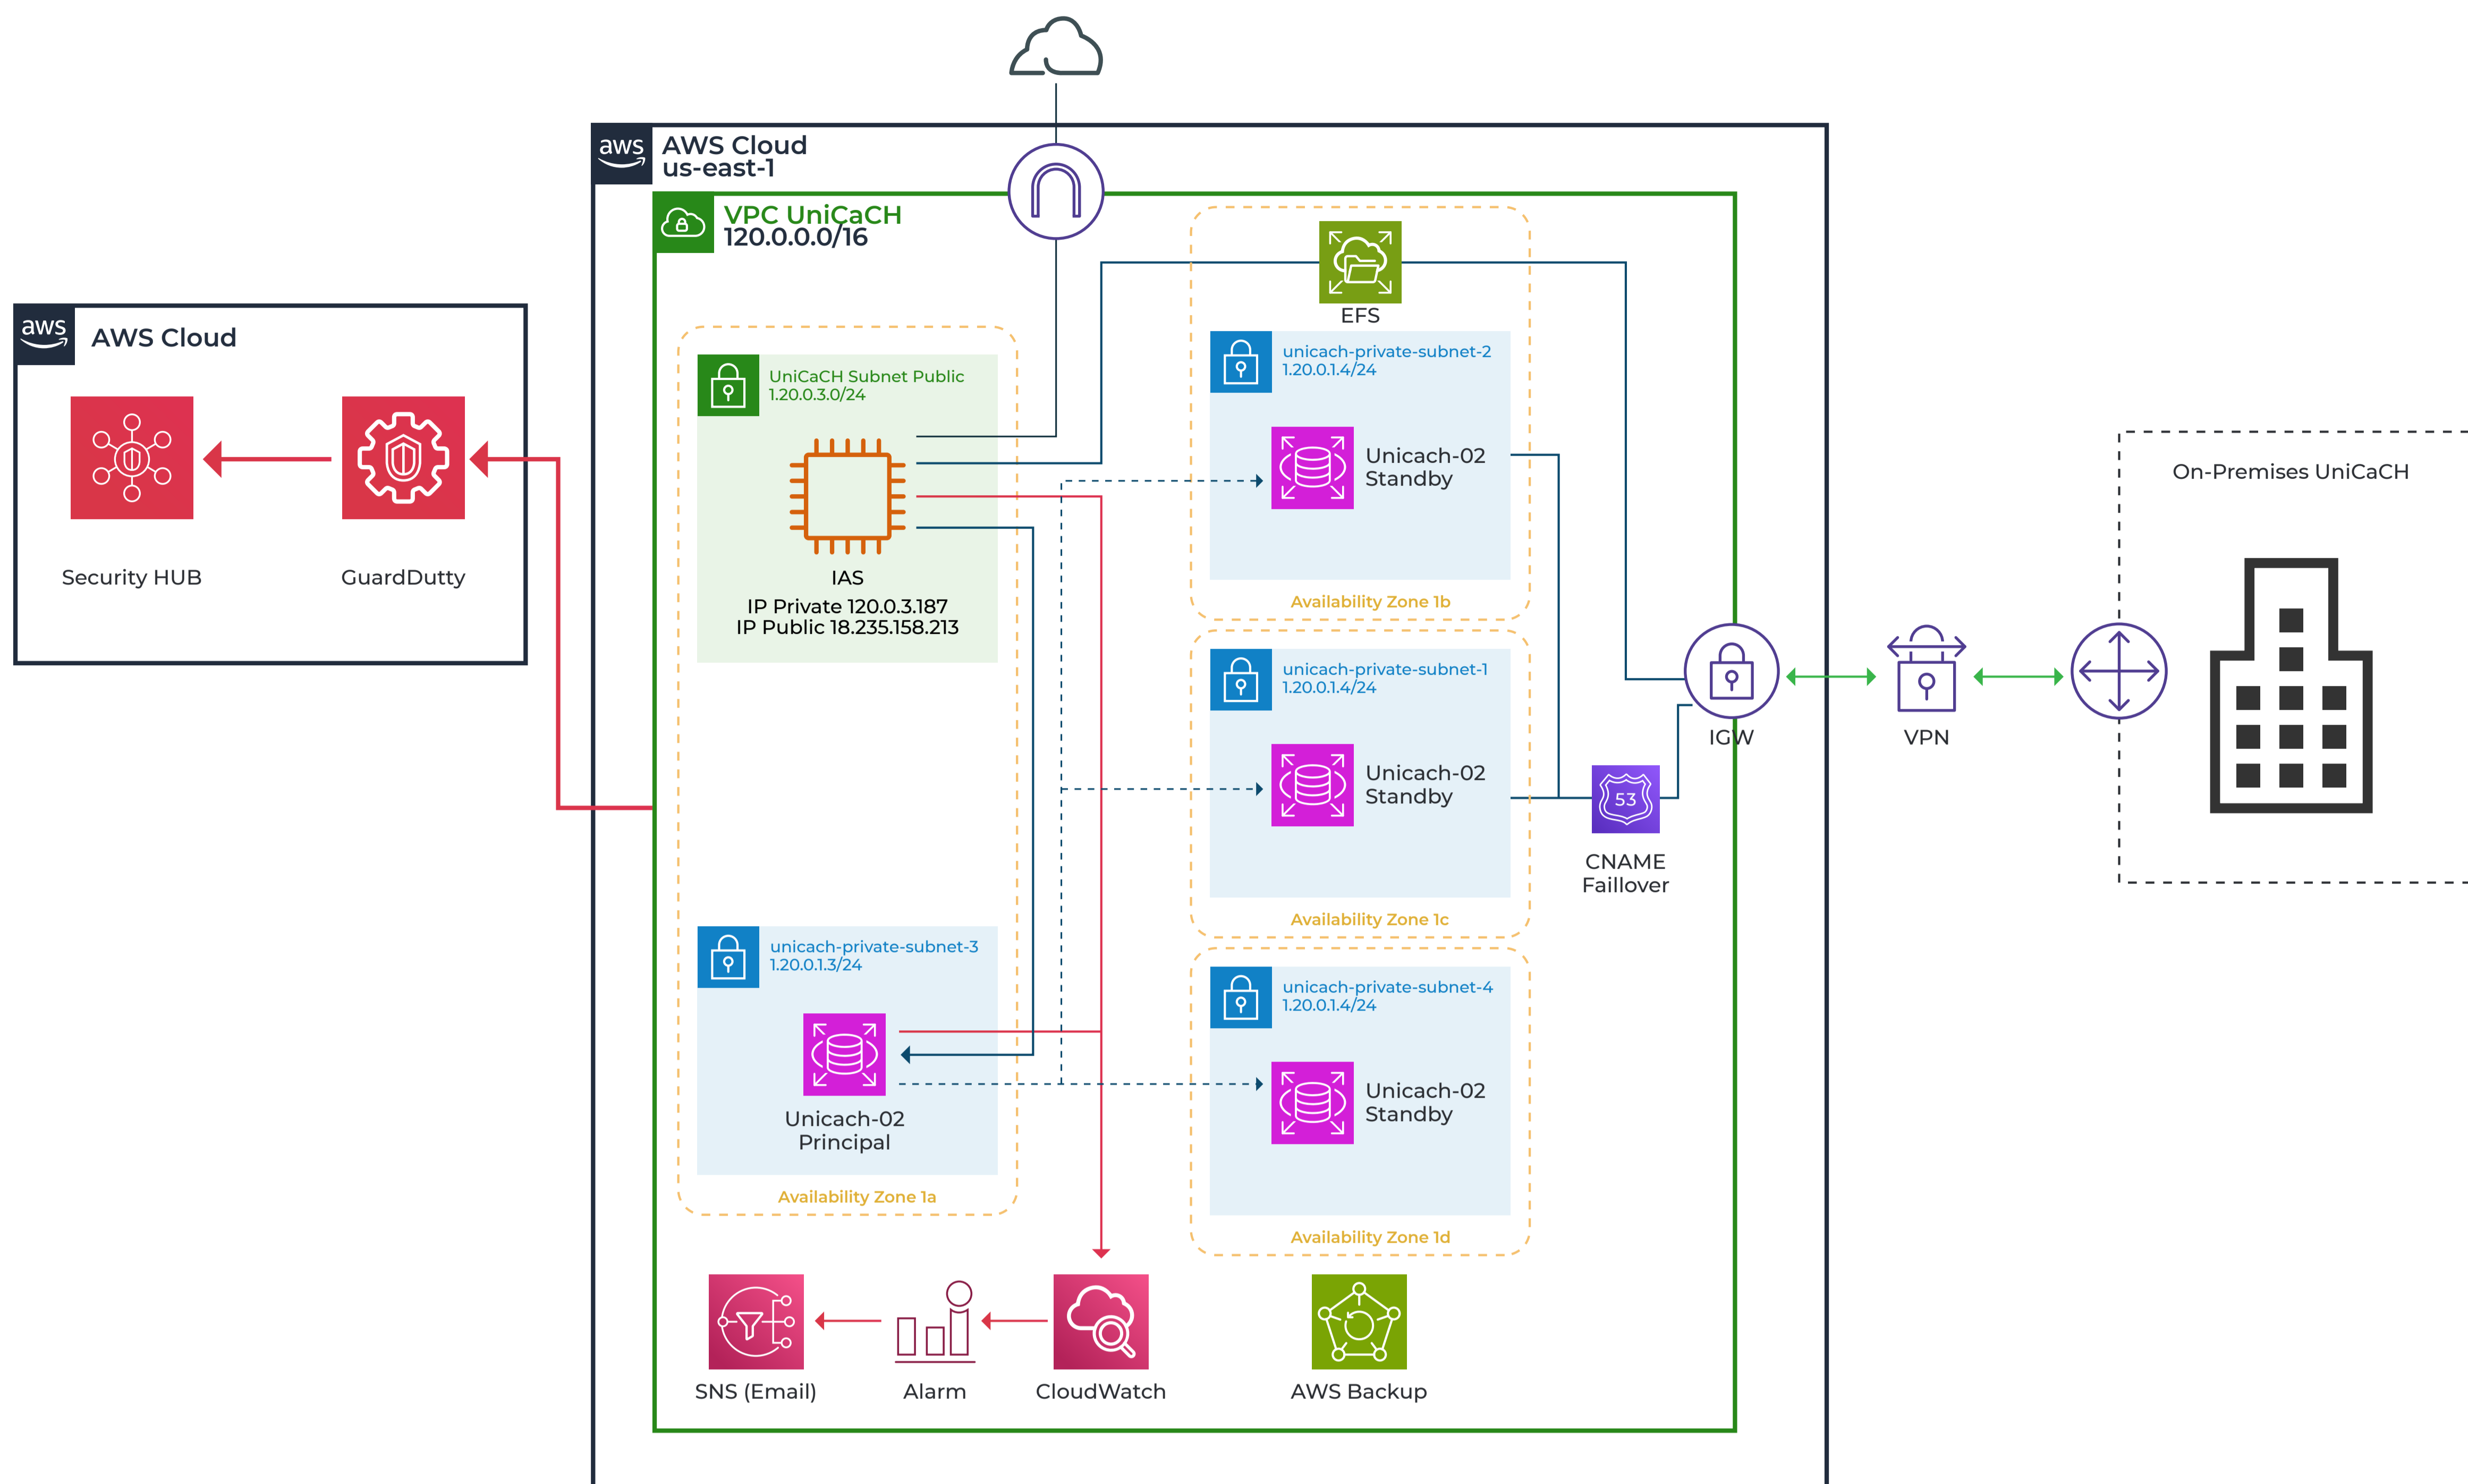 aws
AWS Cloud
us-east-1
VPC UniCaCH
120.0.0.0/16
EFS
aws
AWS Cloud
Security HUB
GuardDutty
UniCaCH Subnet Public
1.20.0.3.0/24
IAS
IP Private 120.0.3.187
IP Public 18.235.158.213
unicach-private-subnet-2
1.20.0.1.4/24
Unicach-02
Standby
Availability Zone 1b
unicach-private-subnet-1
1.20.0.1.4/24
Unicach-02
Standby
Availability Zone 1c
unicach-private-subnet-3
1.20.0.1.3/24
Unicach-02
Principal
Availability Zone 1a
unicach-private-subnet-4
1.20.0.1.4/24
Unicach-02
Standby
Availability Zone 1d
IGW
VPN
On-Premises UniCaCH
53
CNAME
Faillover
SNS (Email)
Alarm
CloudWatch
AWS Backup